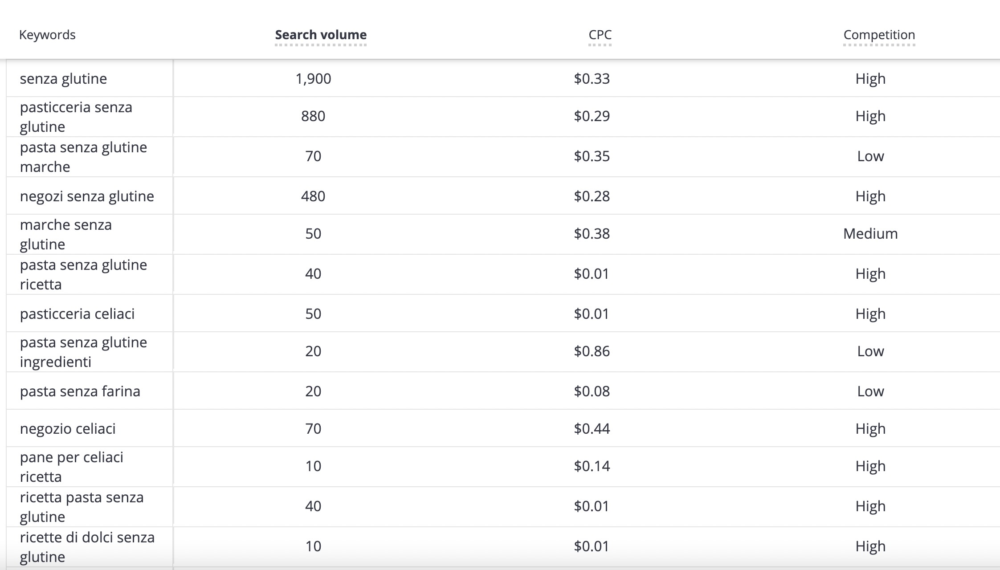 Keywords Search volume CPC Competition
senza glutine 1,900 $0.33 High
pasticceria senza
glutine 880 $0.29 High
pasta senza glutine
marche 70 $0.35 Low
negozi senza glutine 480 $0.28 High
marche senza
glutine 50 $0.38 Medium
pasta senza glutine
ricetta 40 $0.01 High
pasticceria celiaci 50 $0.01 High
pasta senza glutine
ingredienti 20 $0.86 Low
pasta senza farina 20 $0.08 Low
negozio celiaci 70 $0.44 High
pane per celiaci
ricetta 10 $0.14 High
ricetta pasta senza
glutine 40 $0.01 High
ricette di dolci senza
glutine 10 $0.01 High